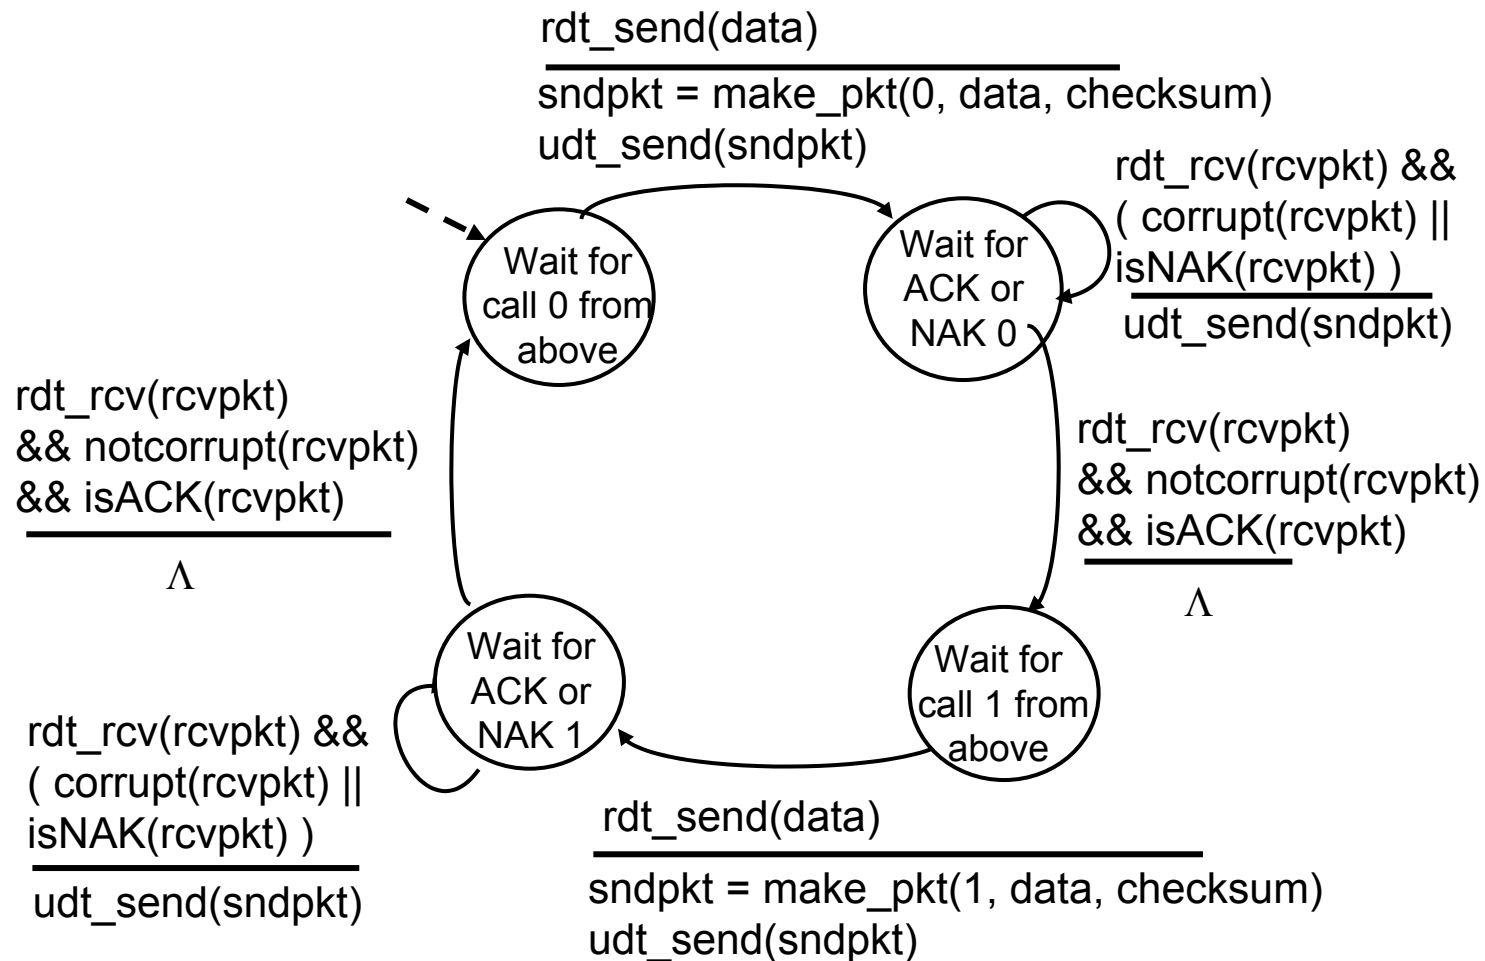 rdt_send(data)
sndpkt = make_pkt(0, data, checksum)
udt_send(sndpkt)
Wait for
call 0 from
above
Wait for
ACK or
NAK 0
rdt_rcv(rcvpkt) &&
( corrupt(rcvpkt) ||
isNAK(rcvpkt) )
udt_send(sndpkt)
rdt_rcv(rcvpkt)
&& notcorrupt(rcvpkt)
&& isACK(rcvpkt)
Λ
rdt_rcv(rcvpkt)
&& notcorrupt(rcvpkt)
&& isACK(rcvpkt)
Λ
Wait for
ACK or
NAK 1
Wait for
call 1 from
above
rdt_rcv(rcvpkt) &&
( corrupt(rcvpkt) ||
isNAK(rcvpkt) )
udt_send(sndpkt)
rdt_send(data)
sndpkt = make_pkt(1, data, checksum)
udt_send(sndpkt)